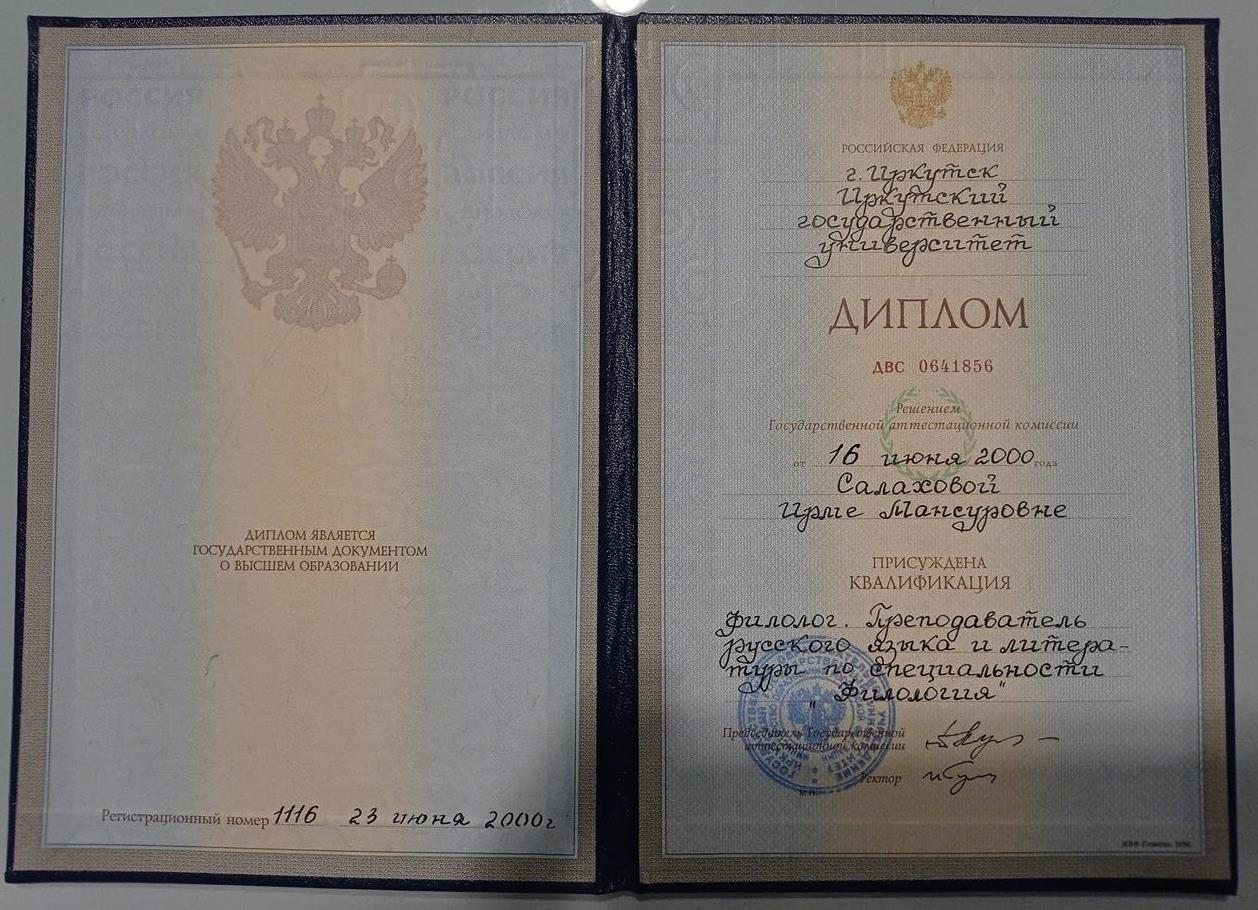 ДИПЛОМ ЯВЛЯЕТСЯ
ГОСУДАРСТВЕННЫМ ДОКУМЕНТОМ
О ВЫСШЕМ ОБРАЗОВАНИИ
Регистрационный номер 1116 23 июня 2000г
РОССИЙСКАЯ ФЕДЕРАЦИЯ
г. Иркутск
Иркутский
государственный
университет
ДИПЛОМ
ДВС 0641856
Решением
Государственной аттестационной комиссии
от 16 июня 2000 года
Салаховой
Ирме Мансуровне
ПРИСУЖДЕНА
КВАЛИФИКАЦИЯ
Филолог. Преподаватель
русского языка и литера-
туры по специальности
"Филология"
Председатель Государственной
аттестационной комиссии
Ректор